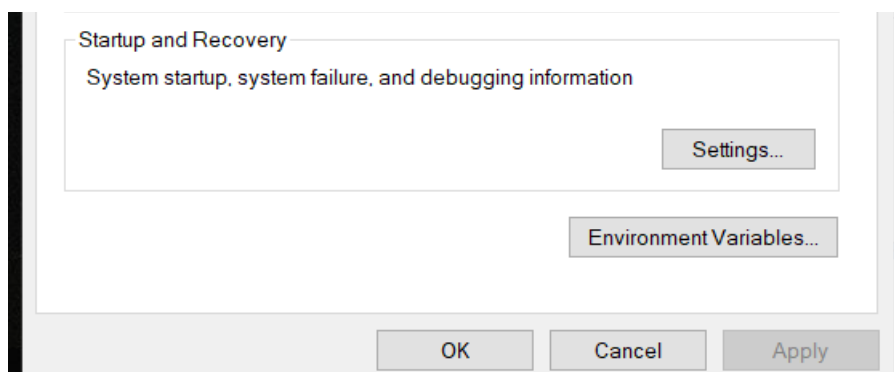 Startup and Recovery
System startup, system failure, and debugging information
Settings...
Environment Variables...
OK
Cancel
Apply